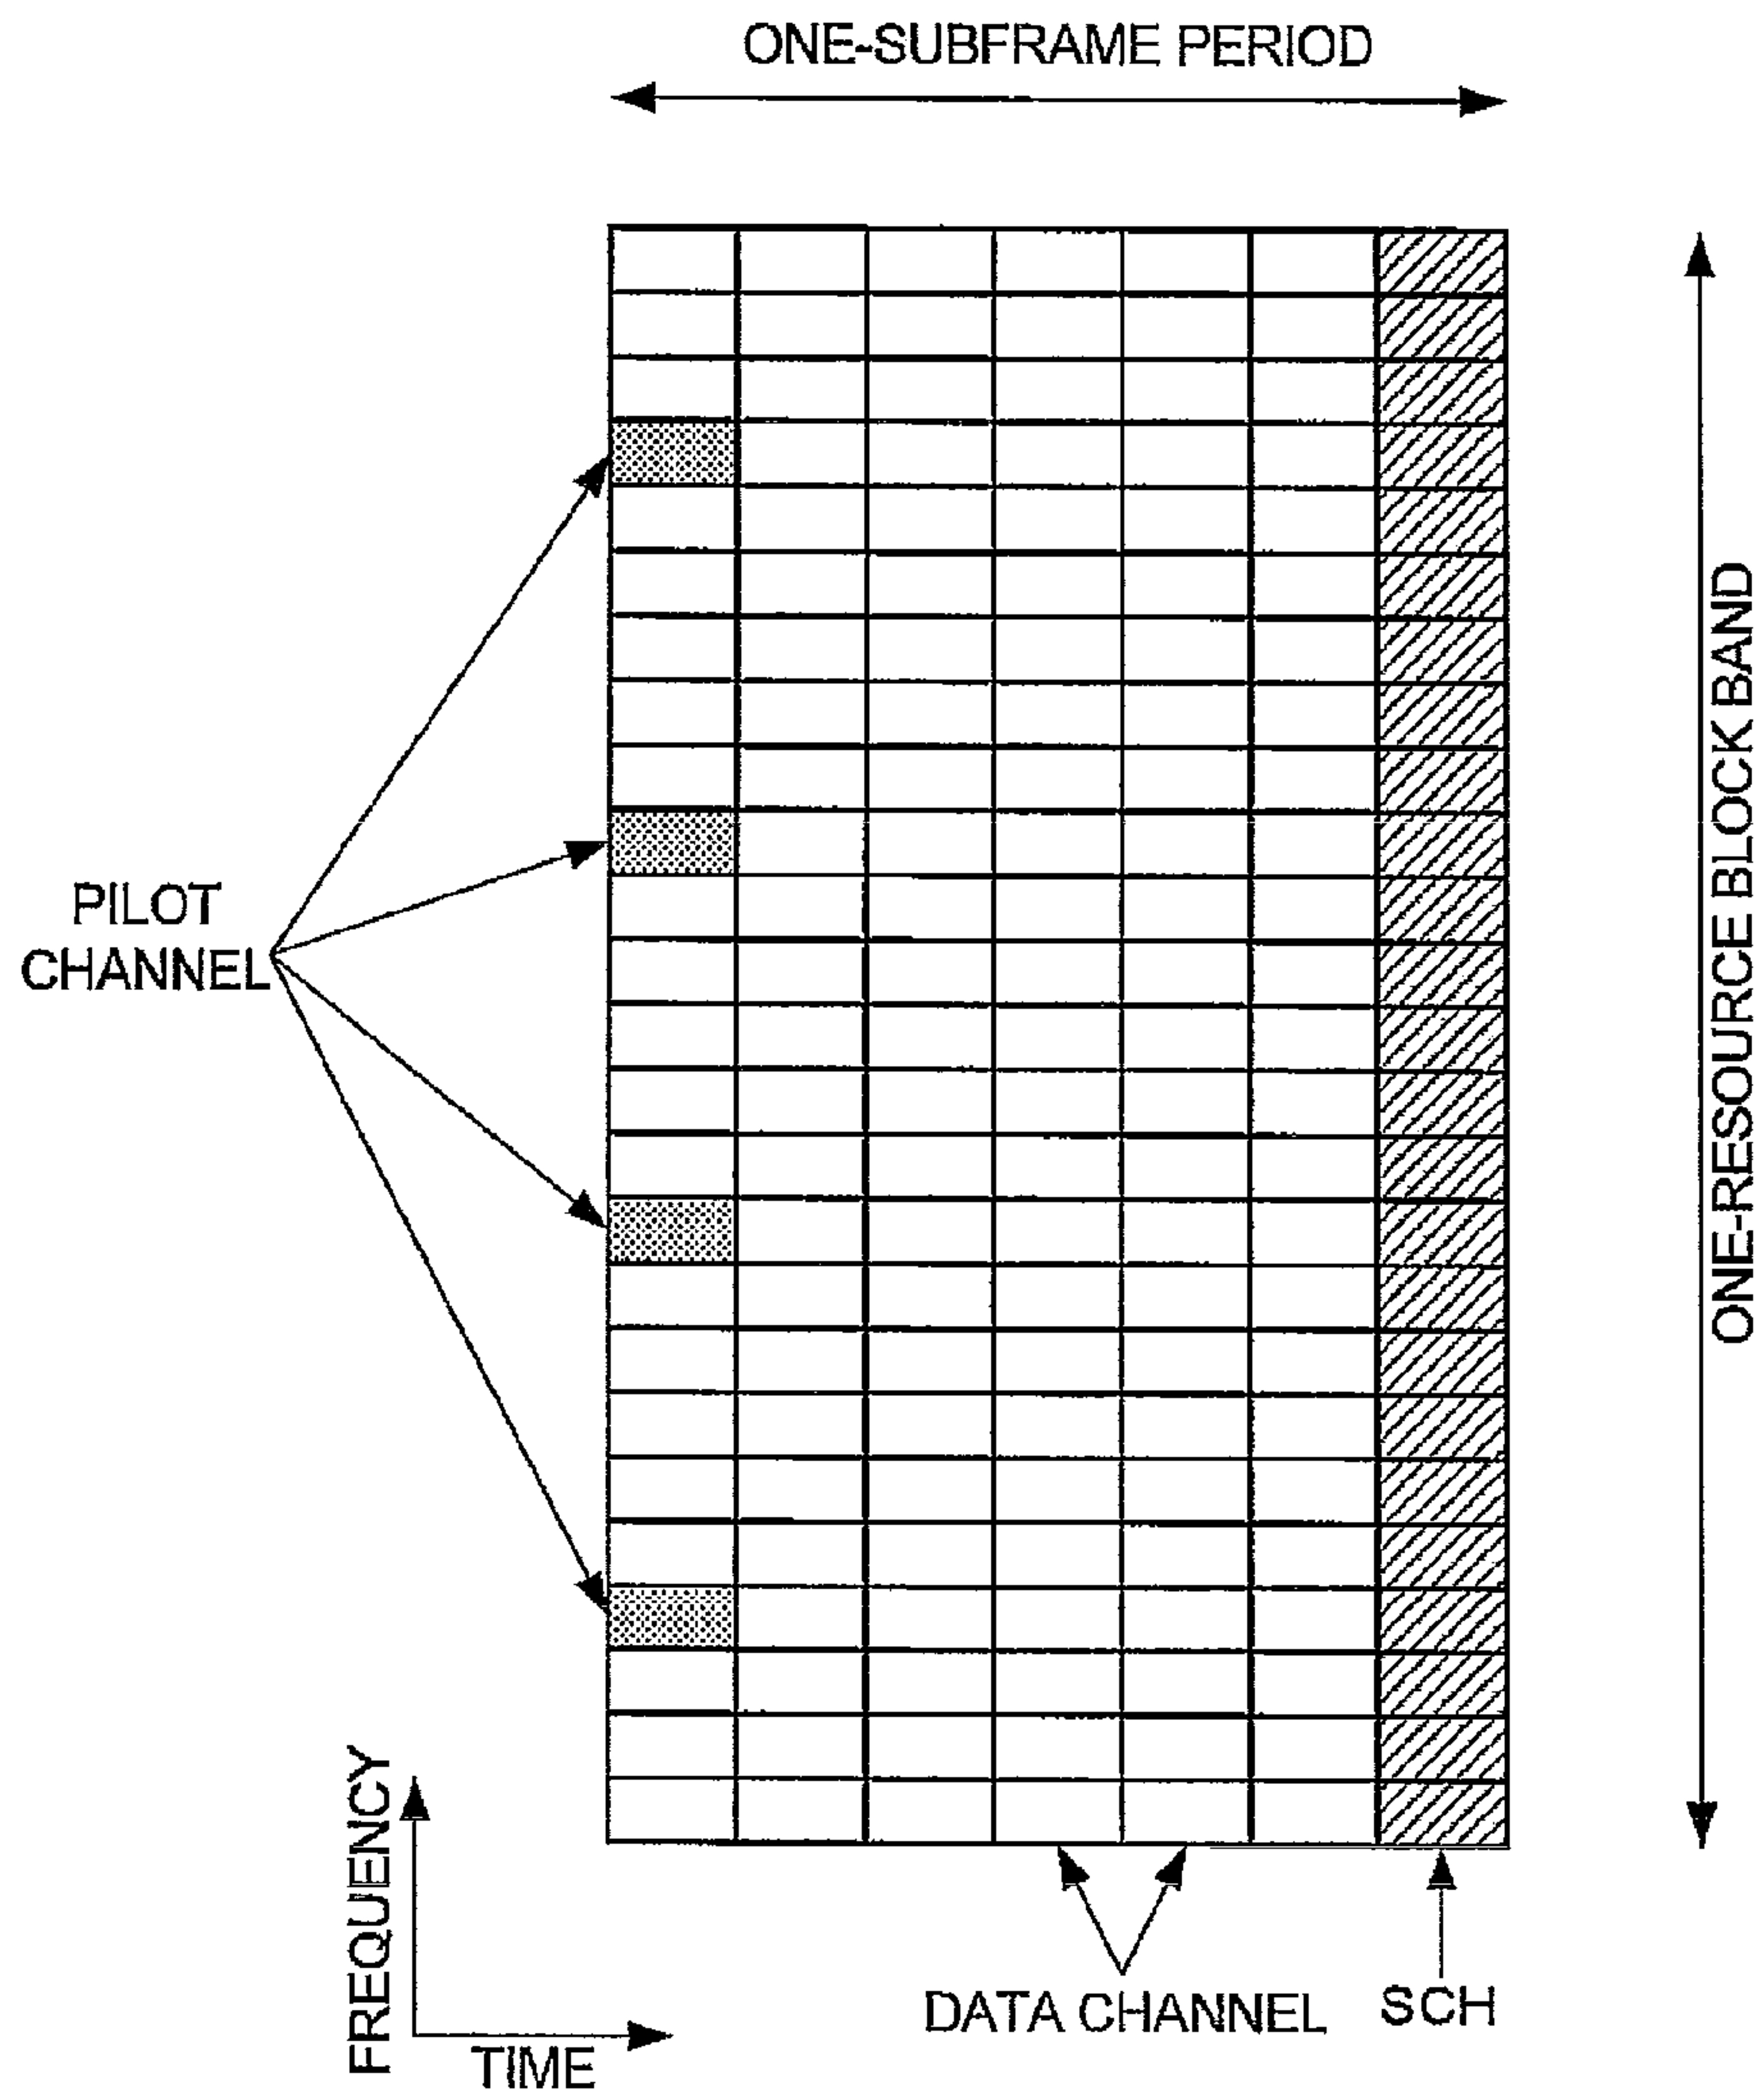 ONE-SUBFRAME PERIOD
PILOT
CHANNEL
ONE-RESOURCE BLOCK BAND
FREQUENCY
TIME
DATA CHANNEL
SCH